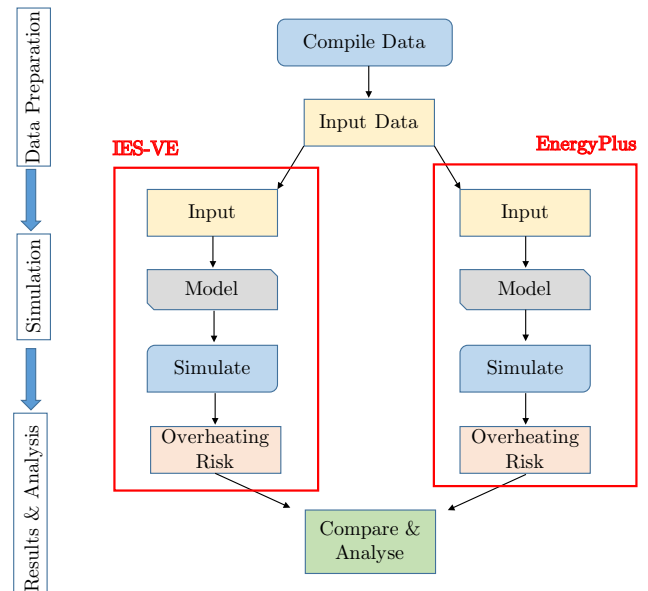 Data Preparation
Simulation
Results & Analysis
Compile Data
Input Data
IES-VE
EnergyPlus
Input
Model
Simulate
Overheating
Risk
Input
Model
Simulate
Overheating
Risk
Compare &
Analyse